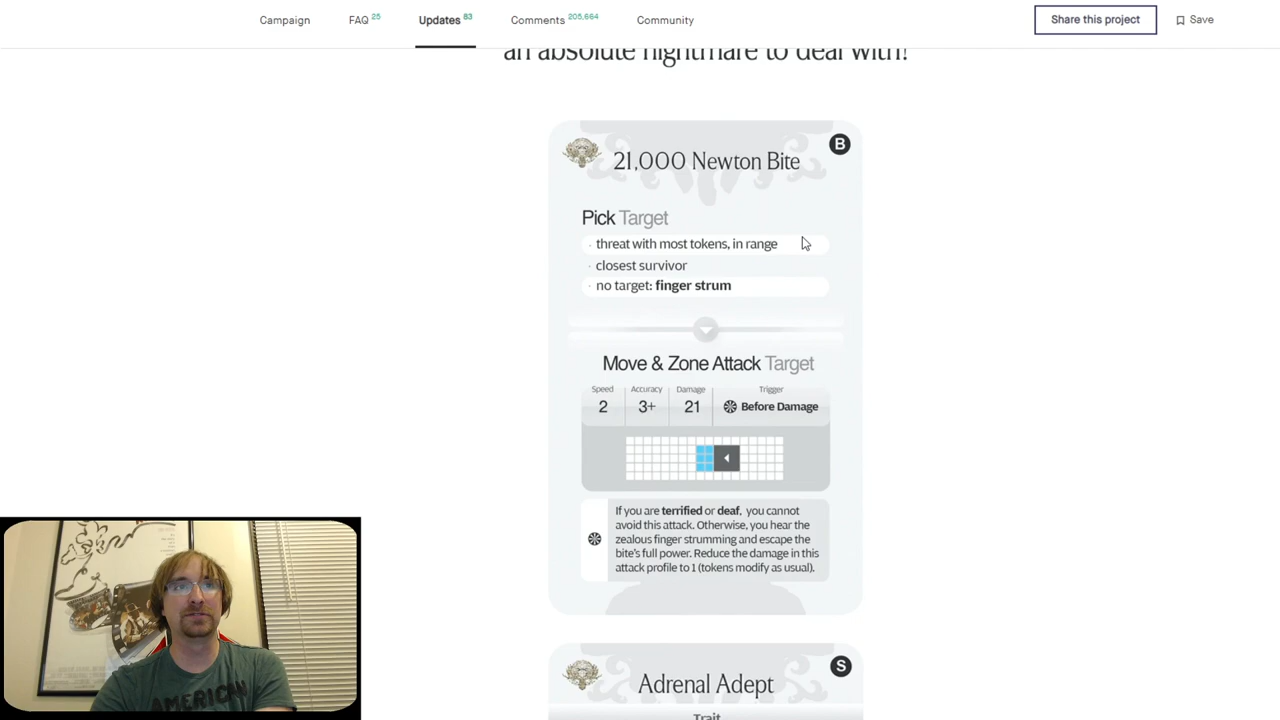 Campaign FAQ 25 Updates 83 Comments 205,664 Community Share this project Save
an absolute nightmare to deal with!
B
21,000 Newton Bite
Pick Target
· threat with most tokens, in range
· closest survivor
· no target: finger strum
Move & Zone Attack Target
Speed Accuracy Damage Trigger
2 3+ 21 Before Damage
If you are terrified or deaf, you cannot
avoid this attack. Otherwise, you hear the
zealous finger strumming and escape the
bite's full power. Reduce the damage in this
attack profile to 1 (tokens modify as usual).
S
Adrenal Adept
Trait
AMERICAN